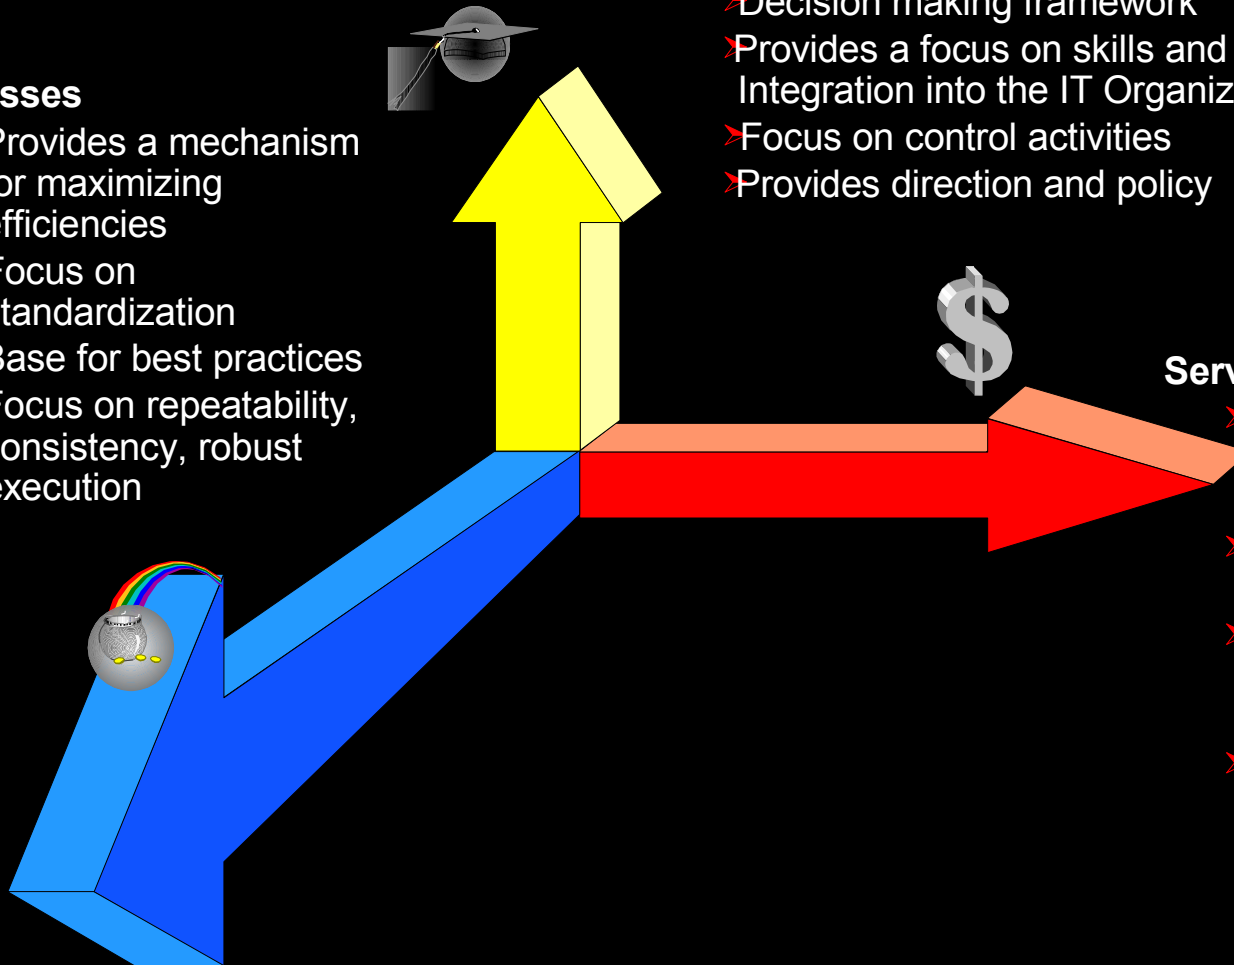 Decision making framework
Provides a focus on skills and
Integration into the IT Organiz
Focus on control activities
Provides direction and policy
sses
Provides a mechanism
or maximizing
efficiencies
Focus on
tandardization
Base for best practices
Focus on repeatability,
onsistency, robust
execution
$
Serv